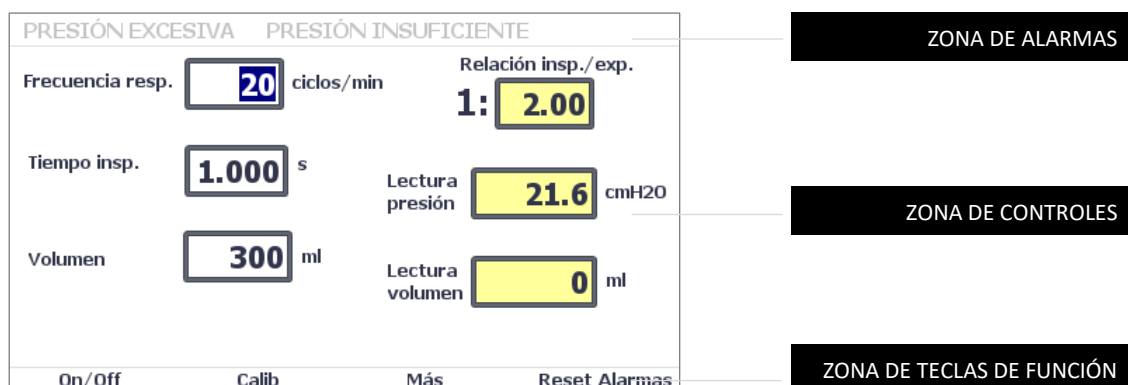 PRESIÓN EXCESIVA PRESIÓN INSUFICIENTE
ZONA DE ALARMAS
Frecuencia resp. 20 ciclos/min
Relación insp./exp.
1: 2.00
Tiempo insp. 1.000 s
Lectura presión 21.6 cmH2O
ZONA DE CONTROLES
Volumen 300 ml
Lectura volumen 0 ml
On/Off Calib Más Reset Alarmas
ZONA DE TECLAS DE FUNCIÓN